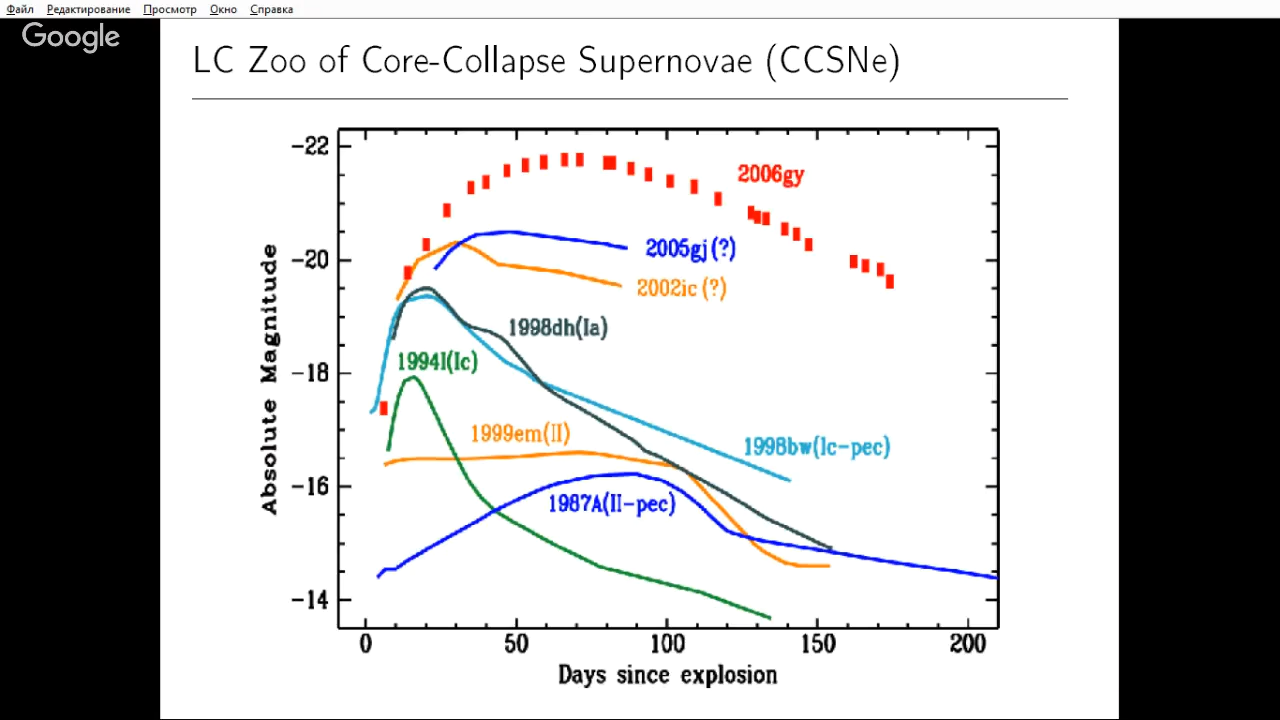 Файл Редактирование Просмотр Окно Справка
Google
LC Zoo of Core-Collapse Supernovae (CCSNe)
-22
2006gy
2005gj(?)
-20
2002ic(?)
1998dh(Ia)
1994I(Ic)
-18
1999em(II)
1998bw(Ic-pec)
-16
1987A(II-pec)
-14
Absolute Magnitude
0 50 100 150 200
Days since explosion